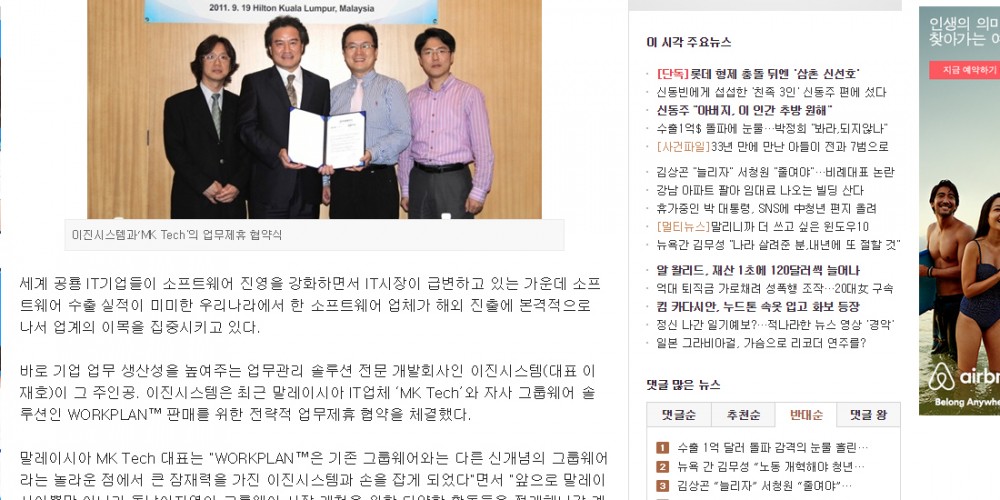 2011. 9. 19 Hilton Kuala Lumpur, Malaysia
이진시스템과‘MK Tech’의 업무제휴 협약식
세계 공룡 IT기업들이 소프트웨어 진영을 강화하면서 IT시장이 급변하고 있는 가운데 소프
트웨어 수출 실적이 미미한 우리나라에서 한 소프트웨어 업체가 해외 진출에 본격적으로
나서 업계의 이목을 집중시키고 있다.
바로 기업 업무 생산성을 높여주는 업무관리 솔루션 전문 개발회사인 이진시스템(대표 이
재호)이 그 주인공. 이진시스템은 최근 말레이시아 IT업체 ‘MK Tech’와 자사 그룹웨어 솔
루션인 WORKPLAN™ 판매를 위한 전략적 업무제휴 협약을 체결했다.
말레이시아 MK Tech 대표는 "WORKPLAN™은 기존 그룹웨어와는 다른 신개념의 그룹웨어
라는 놀라운 점에서 큰 잠재력을 가진 이진시스템과 손을 잡게 되었다"면서 "앞으로 말레이
이 시각 주요뉴스
[단독]롯데 형제 충돌 뒤엔 '삼촌 신선호'
신동빈에게 섭섭한 '친족 3인' 신동주 편에 섰다
신동주 "아버지, 이 인간 추방 원해"
수출1억$ 돌파에 눈물…박정희 "봐라,되지않나"
[사건파일]33년 만에 만난 아들이 전과 7범으로
김상곤 "늘리자" 서청원 "줄여야"…비례대표 논란
강남 아파트 팔아 임대료 나오는 빌딩 산다
휴가중인 박 대통령, SNS에 中청년 편지 올려
[멀티뉴스]말리니까 더 쓰고 싶은 윈도우10
뉴욕간 김무성 "나라 살려준 분,내년에 또 절할 것"
알 왈리드, 재산 1초에 120달러씩 늘어나
억대 퇴직금 가로채려 성폭행 조작…20대女 구속
킴 카다시안, 누드톤 속옷 입고 화보 등장
정신 나간 일기예보?…적나라한 뉴스 영상 '경악'
일본 그라비아걸, 가슴으로 리코더 연주를?
댓글 많은 뉴스
댓글순 추천순 반대순 댓글 왕
1 수출 1억 달러 돌파 감격의 눈물 흘린…
2 뉴욕 간 김무성 "노동 개혁해야 청년…
3 김상곤 "늘리자" 서청원 "줄여야"…
인생의 의미
찾아가는 여
지금 예약하기
airb
Belong Anywhe